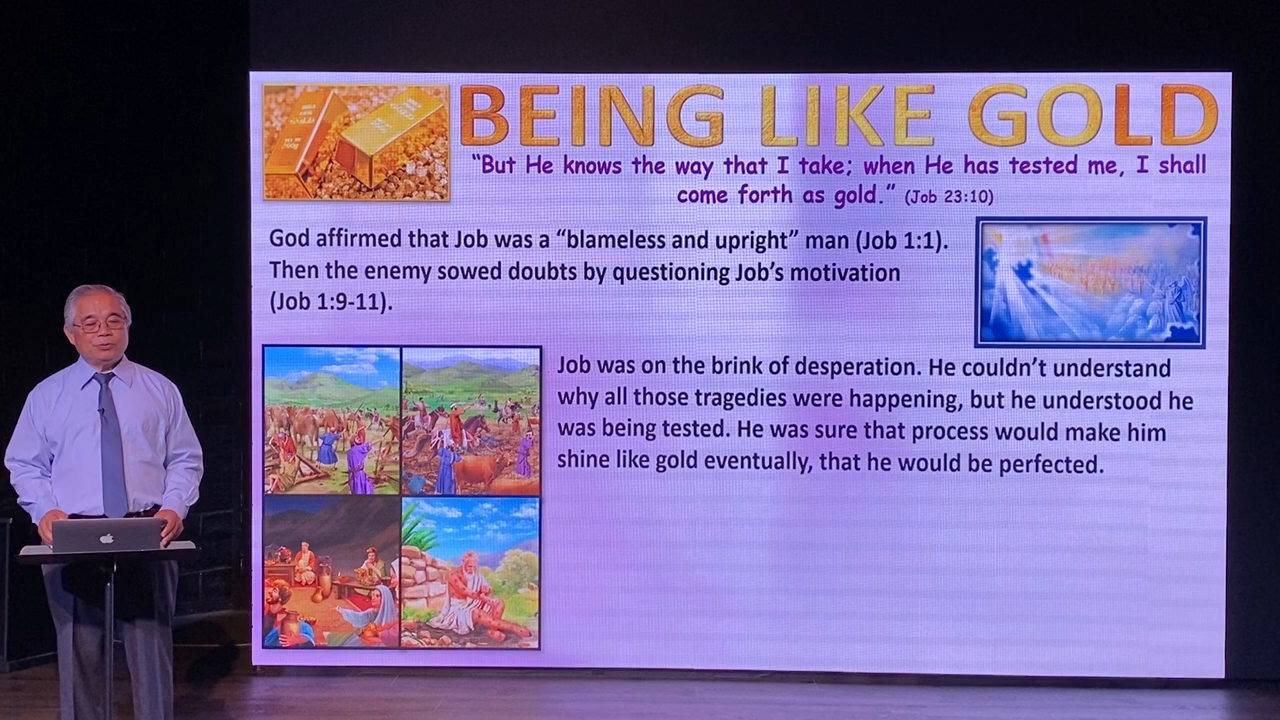 BEING LIKE GOLD
“But He knows the way that I take; when He has tested me, I shall
come forth as gold.” (Job 23:10)
God affirmed that Job was a “blameless and upright” man (Job 1:1).
Then the enemy sowed doubts by questioning Job’s motivation
(Job 1:9-11).
Job was on the brink of desperation. He couldn’t understand
why all those tragedies were happening, but he understood he
was being tested. He was sure that process would make him
shine like gold eventually, that he would be perfected.